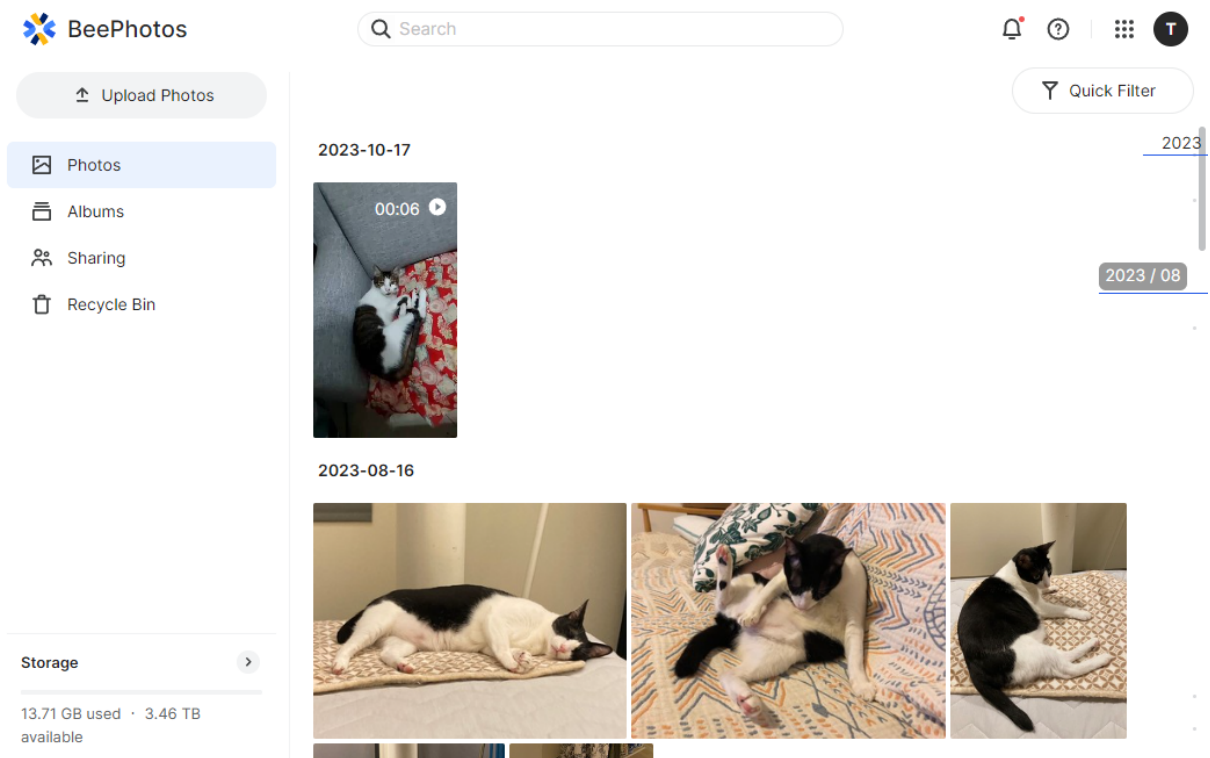 BeePhotos
Search
T
Upload Photos
Quick Filter
Photos
Albums
Sharing
Recycle Bin
2023-10-17
2023
00:06
2023 / 08
2023-08-16
Storage
13.71 GB used · 3.46 TB
available